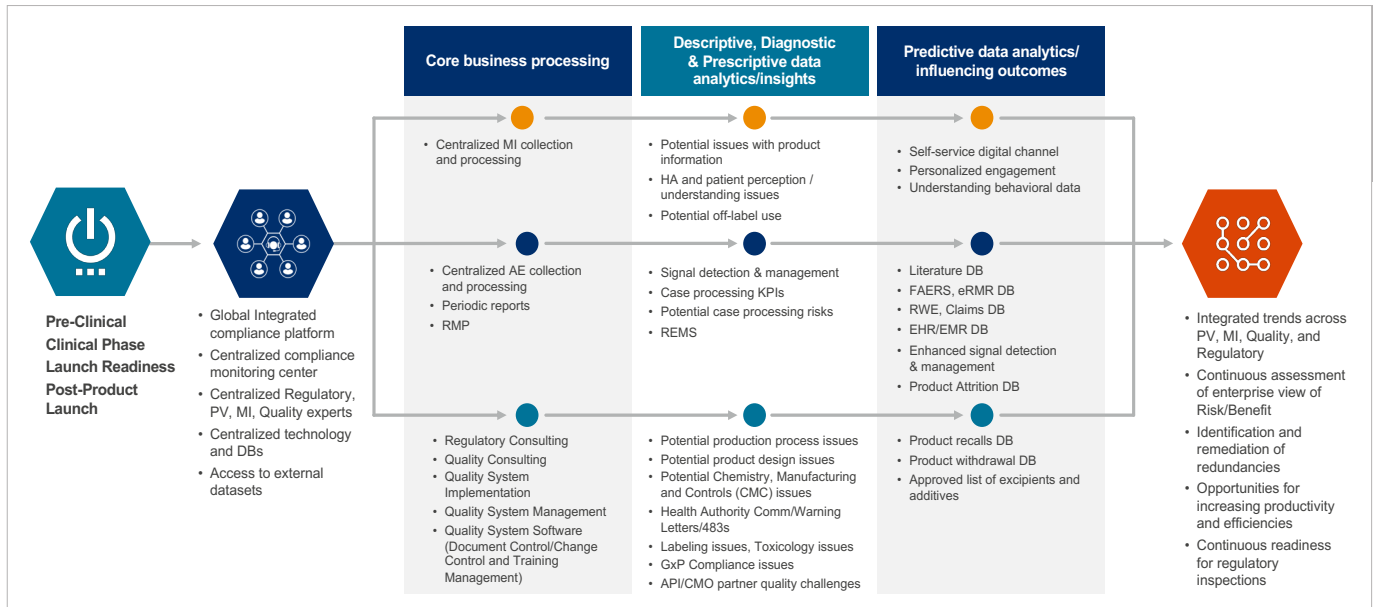 Core business processing
Descriptive, Diagnostic
& Prescriptive data
analytics/insights
Predictive data analytics/
influencing outcomes
Pre-Clinical
Clinical Phase
Launch Readiness
Post-Product
Launch
• Global Integrated
compliance platform
• Centralized compliance
monitoring center
• Centralized Regulatory,
PV, MI, Quality experts
• Centralized technology
and DBs
• Access to external
datasets
• Centralized MI collection
and processing
• Potential issues with product
information
• HA and patient perception /
understanding issues
• Potential off-label use
• Self-service digital channel
• Personalized engagement
• Understanding behavioral data
• Centralized AE collection
and processing
• Periodic reports
• RMP
• Signal detection & management
• Case processing KPIs
• Potential case processing risks
• REMS
• Literature DB
• FAERS, eRMR DB
• RWE, Claims DB
• EHR/EMR DB
• Enhanced signal detection
& management
• Product Attrition DB
• Regulatory Consulting
• Quality Consulting
• Quality System
Implementation
• Quality System Management
• Quality System Software
(Document Control/Change
Control and Training
Management)
• Potential production process issues
• Potential product design issues
• Potential Chemistry, Manufacturing
and Controls (CMC) issues
• Health Authority Comm/Warning
Letters/483s
• Labeling issues, Toxicology issues
• GxP Compliance issues
• API/CMO partner quality challenges
• Product recalls DB
• Product withdrawal DB
• Approved list of excipients and
additives
• Integrated trends across
PV, MI, Quality, and
Regulatory
• Continuous assessment
of enterprise view of
Risk/Benefit
• Identification and
remediation of
redundancies
• Opportunities for
increasing productivity
and efficiencies
• Continuous readiness
for regulatory
inspections